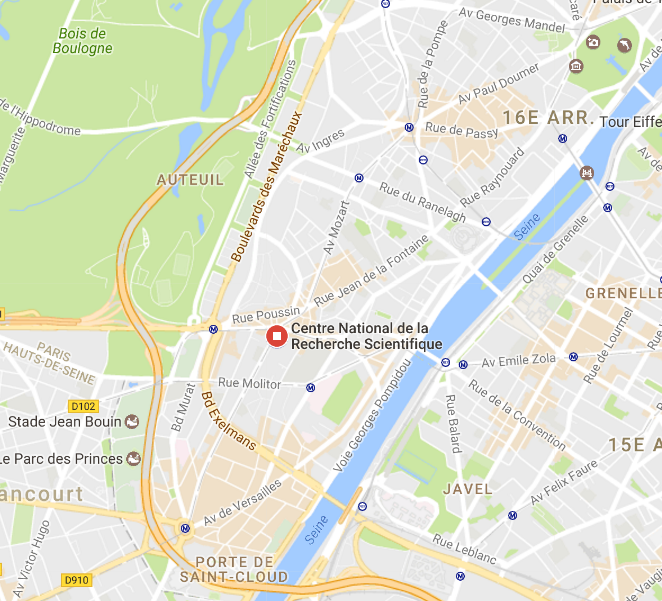 Palais de T
Av Georges Mandel
Bois de
Boulogne
Rue de la Pompe
Av Paul Doumer
Allée des Fortifications
de l'Hippodrome
Boulevards des Maréchaux
Av Ingres
Rue de Passy
16E ARR.
Tour Eiffe
Marguerite
AUTEUIL
Rue Raynouard
Av de
Rue du Ranelagh
Av Mozart
Seine
Quai de Grenelle
Rue Jean de la Fontaine
GRENELLE
Rue Poussin
Centre National de la
Recherche Scientifique
Rue de Lourmel
PARIS
HAUTS-DE-SEINE
Av Emile Zola
Rue Molitor
Bd Murat
D102
Voie Georges Pompidou
Rue de la Convention
Stade Jean Bouin
Bd Exelmans
Rue Balard
15E A
Le Parc des Princes
Av Felix Faure
ancourt
JAVEL
Av de Versailles
Seine
Av Victor Hugo
Rue Leblanc
PORTE DE
SAINT-CLOUD
D910